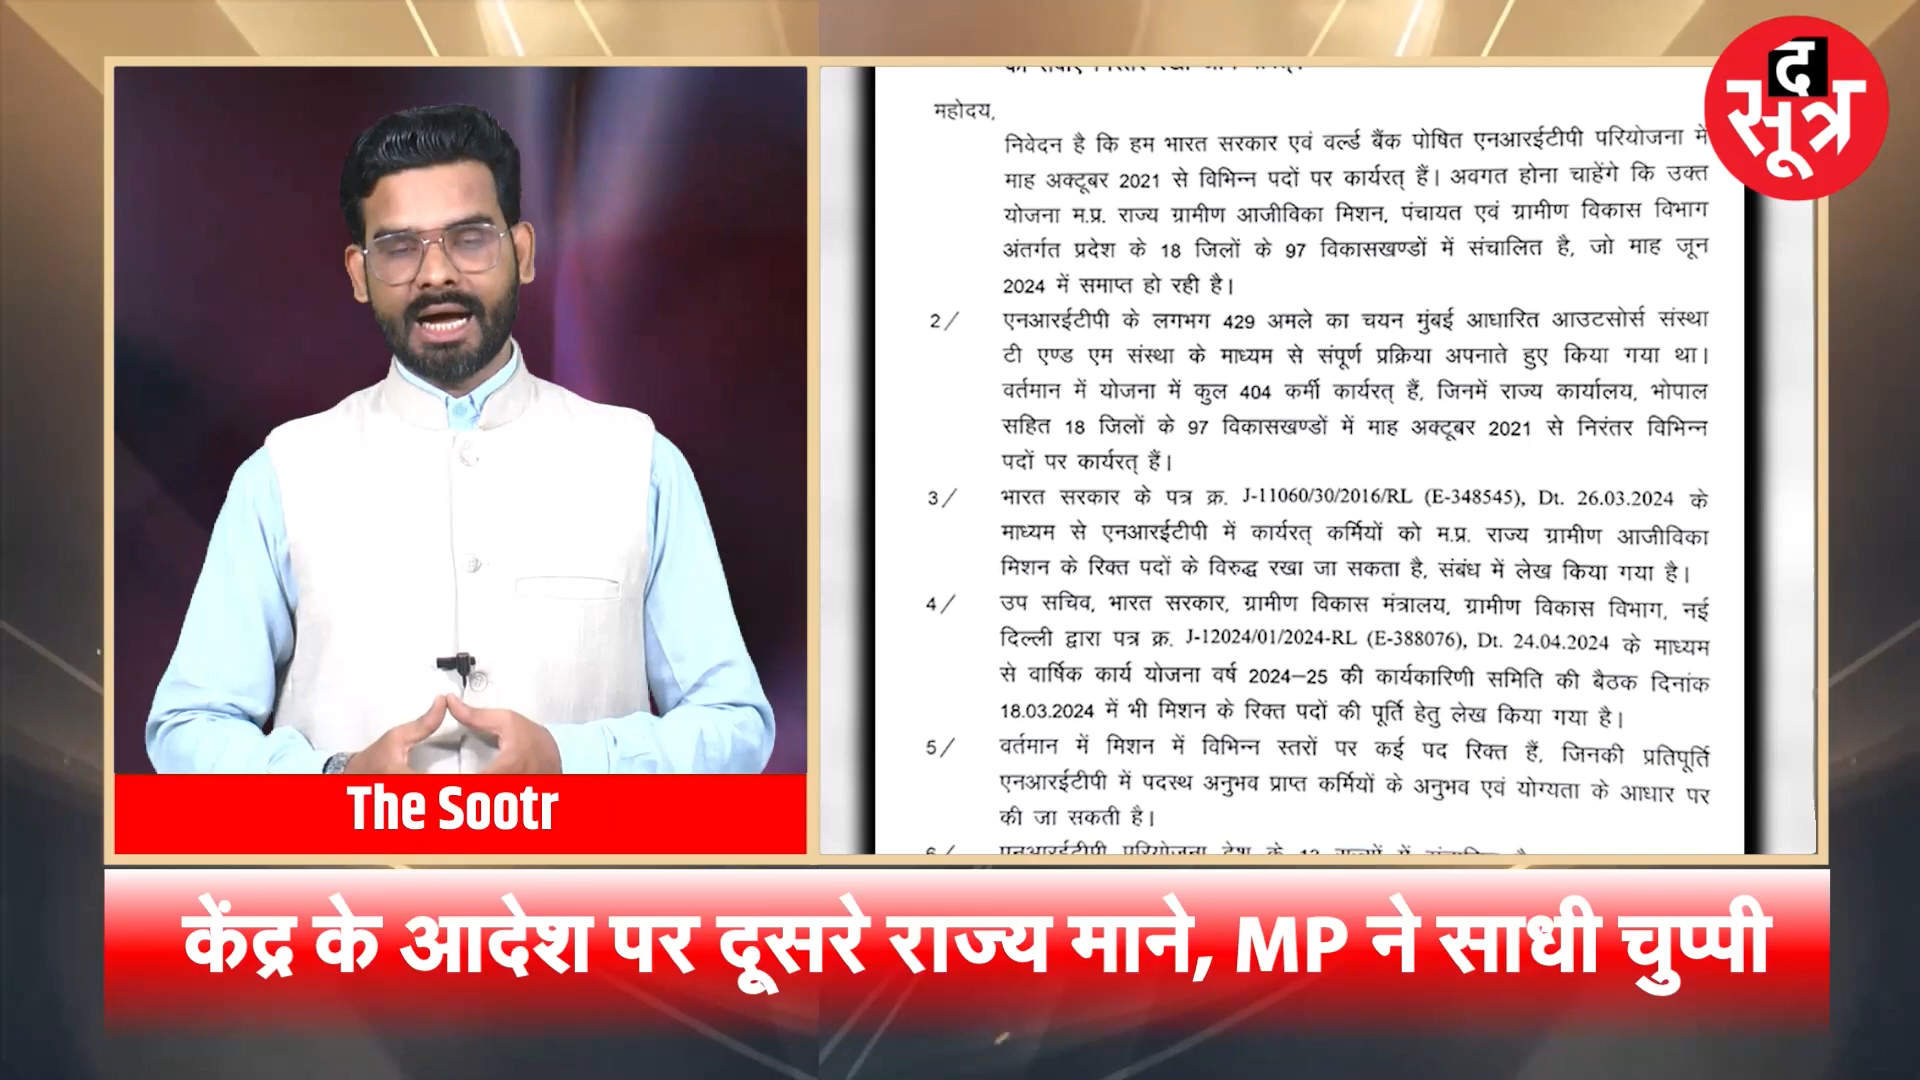 द
सूत्र
महोदय,
निवेदन है कि हम भारत सरकार एवं वर्ल्ड बैंक पोषित एनआरईटीपी परियोजना में
माह अक्टूबर 2021 से विभिन्न पदों पर कार्यरत् हैं। अवगत होना चाहेंगे कि उक्त
योजना म.प्र. राज्य ग्रामीण आजीविका मिशन, पंचायत एवं ग्रामीण विकास विभाग
अंतर्गत प्रदेश के 18 जिलों के 97 विकासखण्डों में संचालित है, जो माह जून
2024 में समाप्त हो रही है।
2/ एनआरईटीपी के लगभग 429 अमले का चयन मुंबई आधारित आउटसोर्स संस्था
टी एण्ड एम संस्था के माध्यम से संपूर्ण प्रक्रिया अपनाते हुए किया गया था।
वर्तमान में योजना में कुल 404 कर्मी कार्यरत् हैं, जिनमें राज्य कार्यालय, भोपाल
सहित 18 जिलों के 97 विकासखण्डों में माह अक्टूबर 2021 से निरंतर विभिन्न
पदों पर कार्यरत् हैं।
3/ भारत सरकार के पत्र क्र. J-11060/30/2016/RL (E-348545), Dt. 26.03.2024 के
माध्यम से एनआरईटीपी में कार्यरत् कर्मियों को म.प्र. राज्य ग्रामीण आजीविका
मिशन के रिक्त पदों के विरुद्ध रखा जा सकता है, संबंध में लेख किया गया है।
4/ उप सचिव, भारत सरकार, ग्रामीण विकास मंत्रालय, ग्रामीण विकास विभाग, नई
दिल्ली द्वारा पत्र क्र. J-12024/01/2024-RL (E-388076), Dt. 24.04.2024 के माध्यम
से वार्षिक कार्य योजना वर्ष 2024–25 की कार्यकारिणी समिति की बैठक दिनांक
18.03.2024 में भी मिशन के रिक्त पदों की पूर्ति हेतु लेख किया गया है।
5/ वर्तमान में मिशन में विभिन्न स्तरों पर कई पद रिक्त हैं, जिनकी प्रतिपूर्ति
एनआरईटीपी में पदस्थ अनुभव प्राप्त कर्मियों के अनुभव एवं योग्यता के आधार पर
की जा सकती है।
The Sootr
केंद्र के आदेश पर दूसरे राज्य माने, MP ने साधी चुप्पी